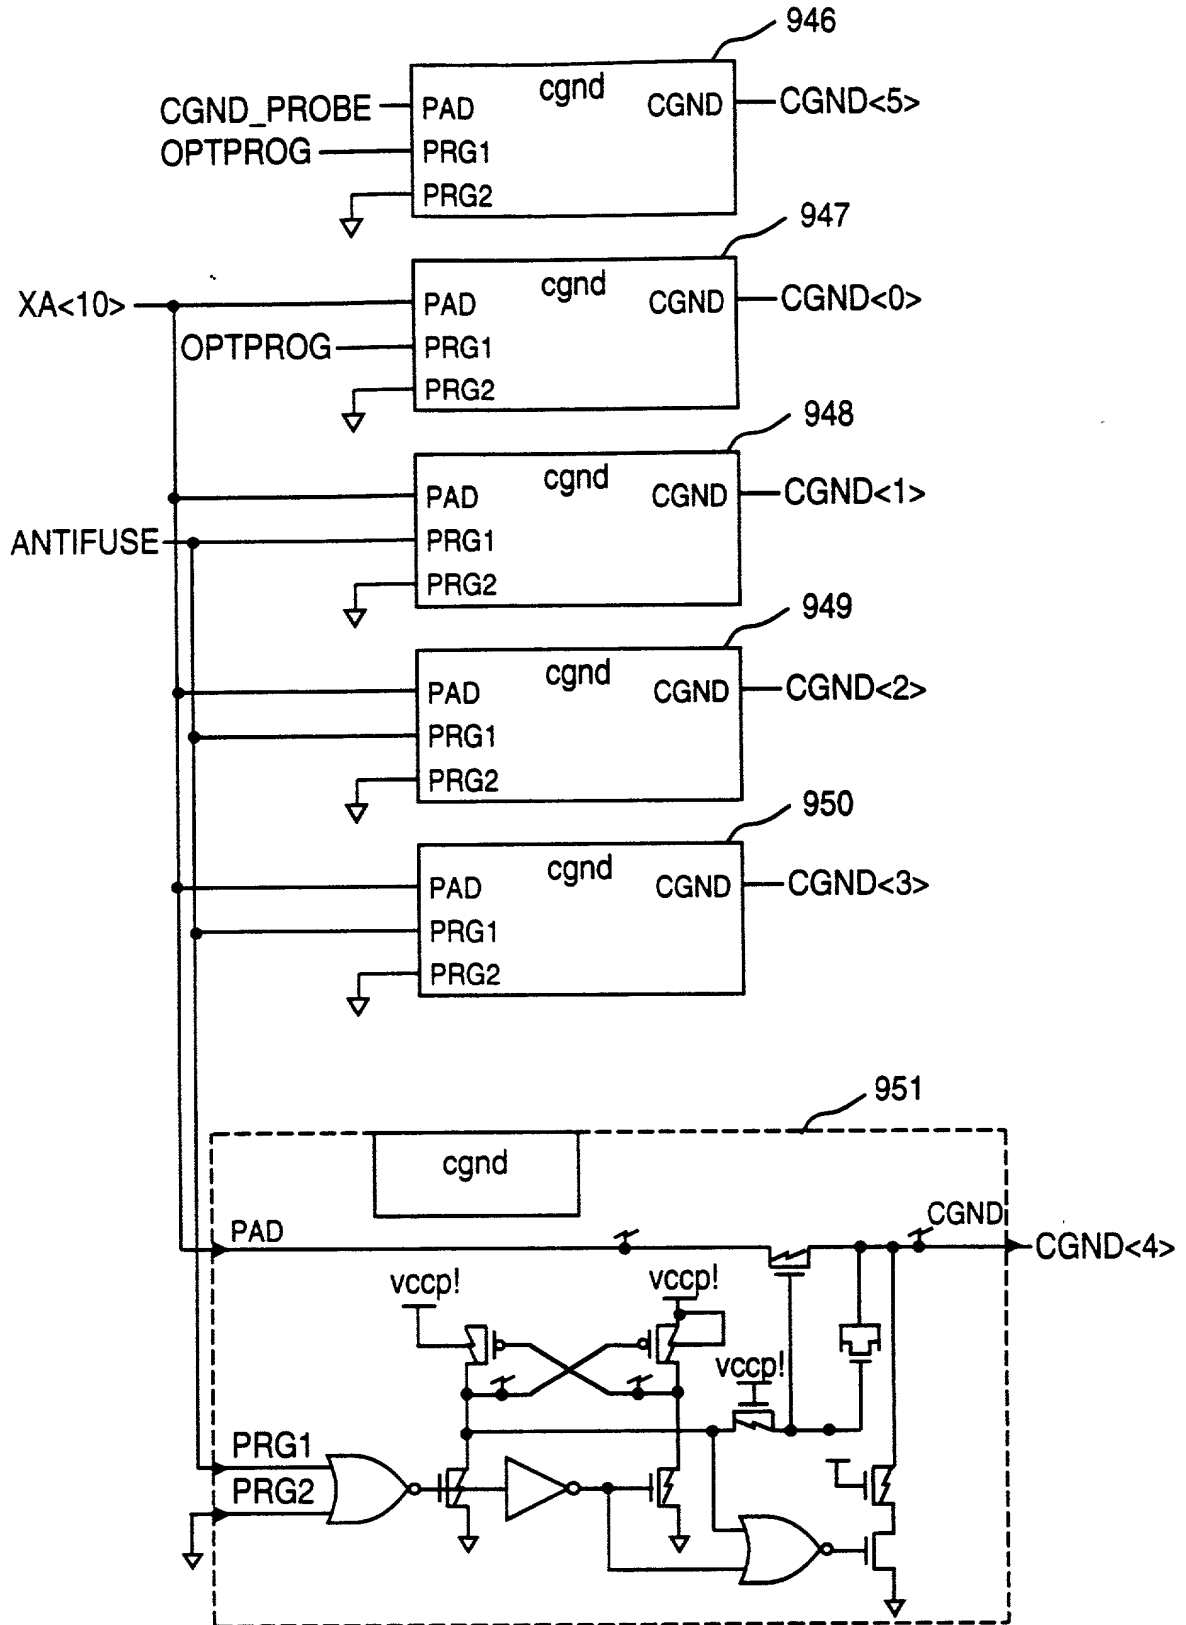 946
cgnd
CGND_PROBE
PAD
CGND
CGND<5>
OPTPROG
PRG1
PRG2
947
cgnd
XA<10>
PAD
CGND
CGND<0>
OPTPROG
PRG1
PRG2
948
cgnd
PAD
CGND
CGND<1>
ANTIFUSE
PRG1
PRG2
949
cgnd
PAD
CGND
CGND<2>
PRG1
PRG2
950
cgnd
PAD
CGND
CGND<3>
PRG1
PRG2
951
cgnd
PAD
CGND
CGND<4>
vccp!
vccp!
vccp!
PRG1
PRG2